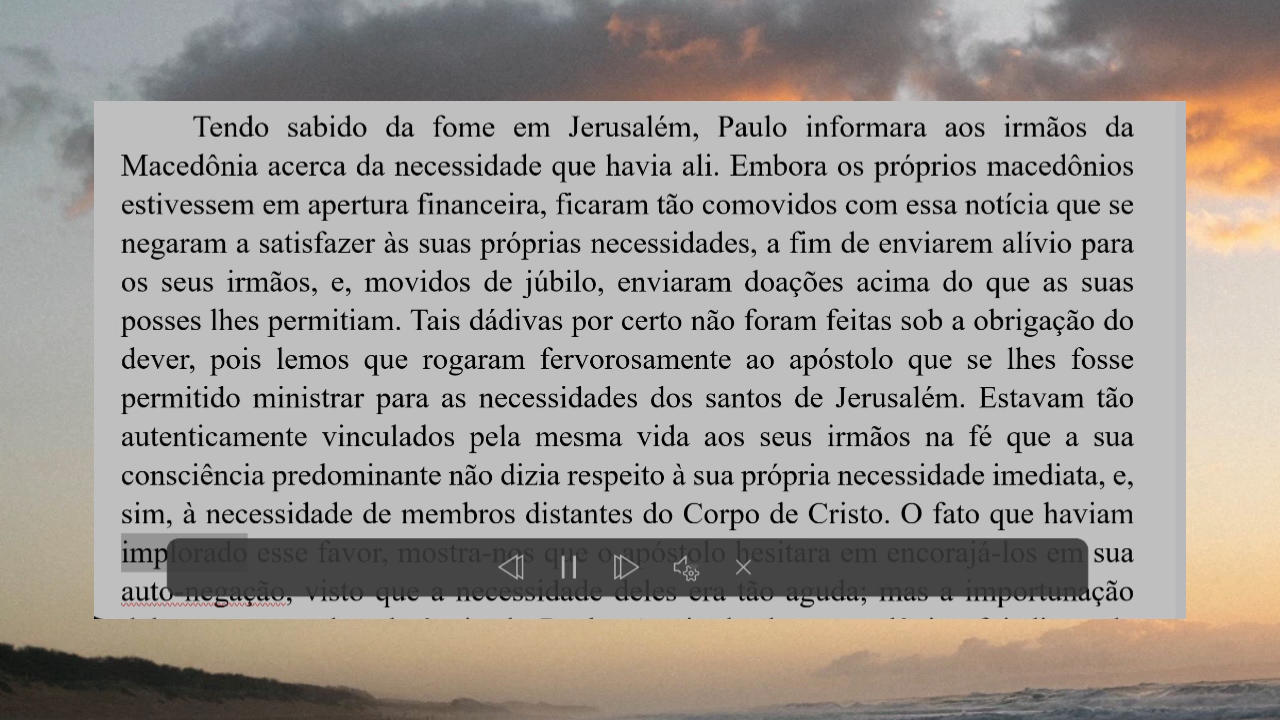 Tendo sabido da fome em Jerusalém, Paulo informara aos irmãos da
Macedônia acerca da necessidade que havia ali. Embora os próprios macedônios
estivessem em apertura financeira, ficaram tão comovidos com essa notícia que se
negaram a satisfazer às suas próprias necessidades, a fim de enviarem alívio para
os seus irmãos, e, movidos de júbilo, enviaram doações acima do que as suas
posses lhes permitiam. Tais dádivas por certo não foram feitas sob a obrigação do
dever, pois lemos que rogaram fervorosamente ao apóstolo que se lhes fosse
permitido ministrar para as necessidades dos santos de Jerusalém. Estavam tão
autenticamente vinculados pela mesma vida aos seus irmãos na fé que a sua
consciência predominante não dizia respeito à sua própria necessidade imediata, e,
sim, à necessidade de membros distantes do Corpo de Cristo. O fato que haviam
implorado esse favor, mostra-nos que o apóstolo hesitara em encorajá-los em sua
auto-negação, visto que a necessidade deles era tão aguda; mas a importunação